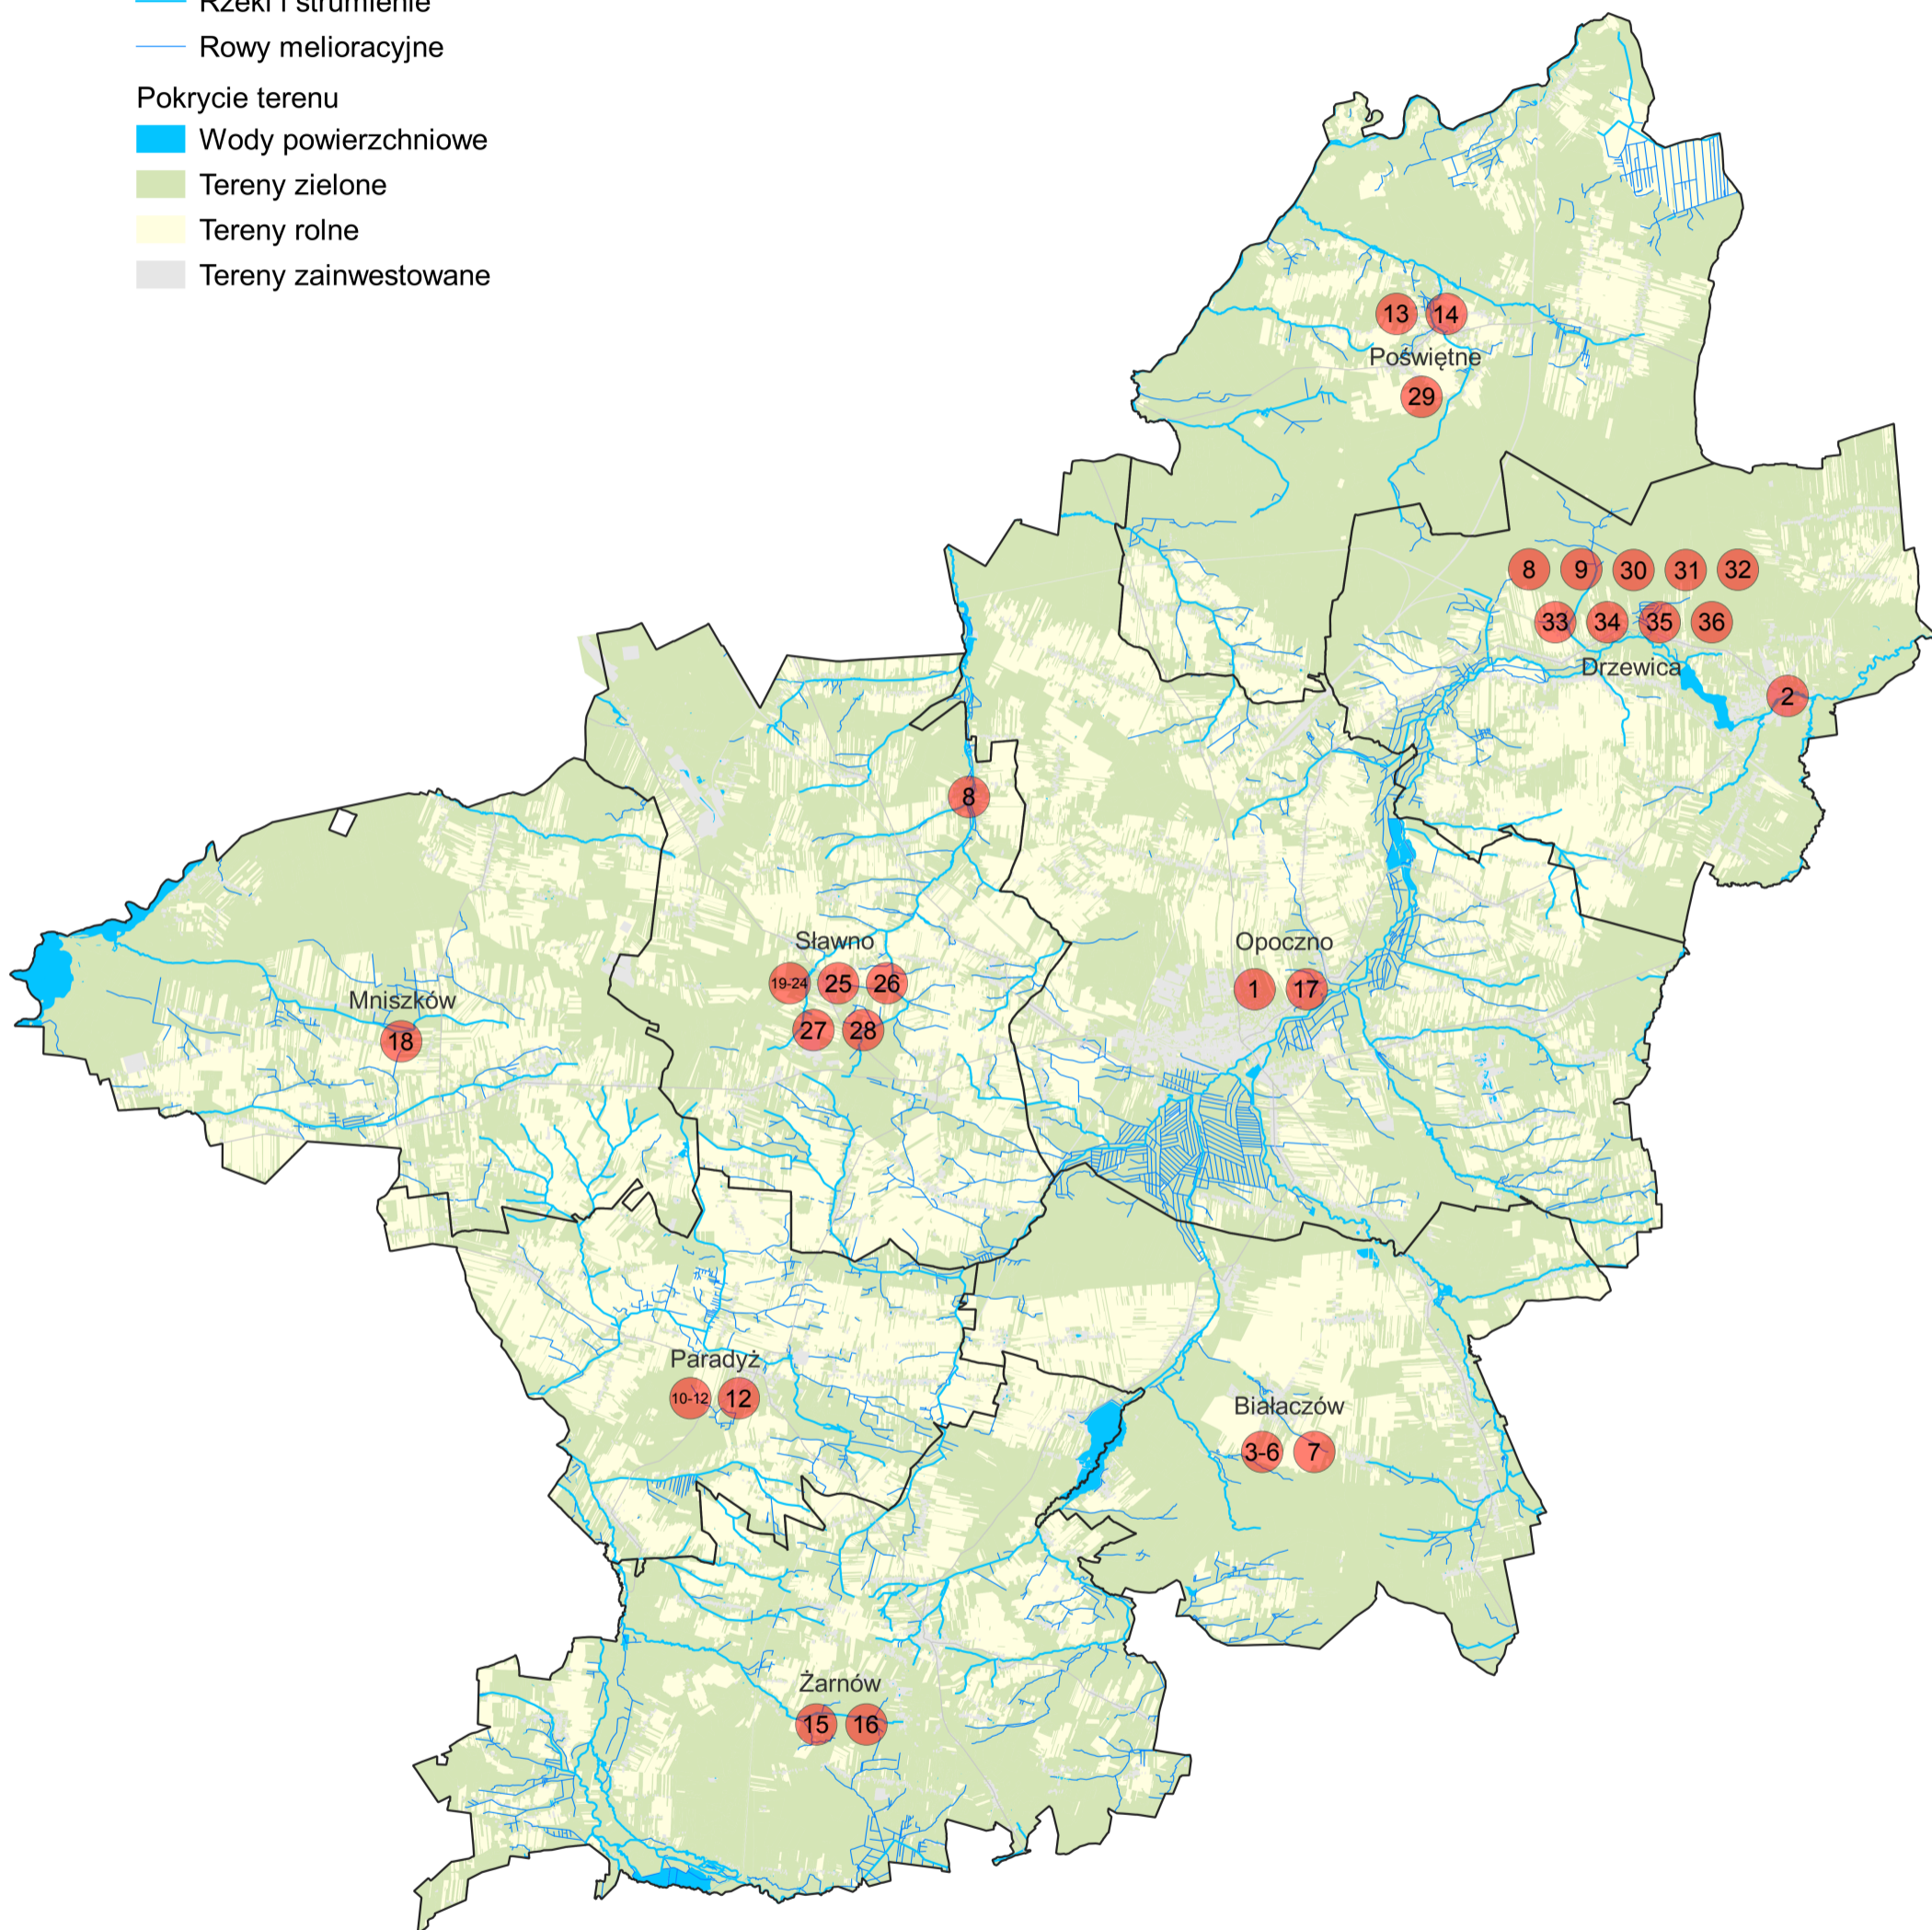 Rzeki i strumienie
Rowy melioracyjne
Pokrycie terenu
Wody powierzchniowe
Tereny zielone
Tereny rolne
Tereny zainwestowane
13 14
Poświętne
29
8 9 30 31 32
33 34 35 36
Drzewica
2
8
Sławno
19-24 25 26
27 28
Opoczno
1 17
Mniszków
18
Paradyż
10-12 12
Białaczów
3-6 7
Żarnów
15 16